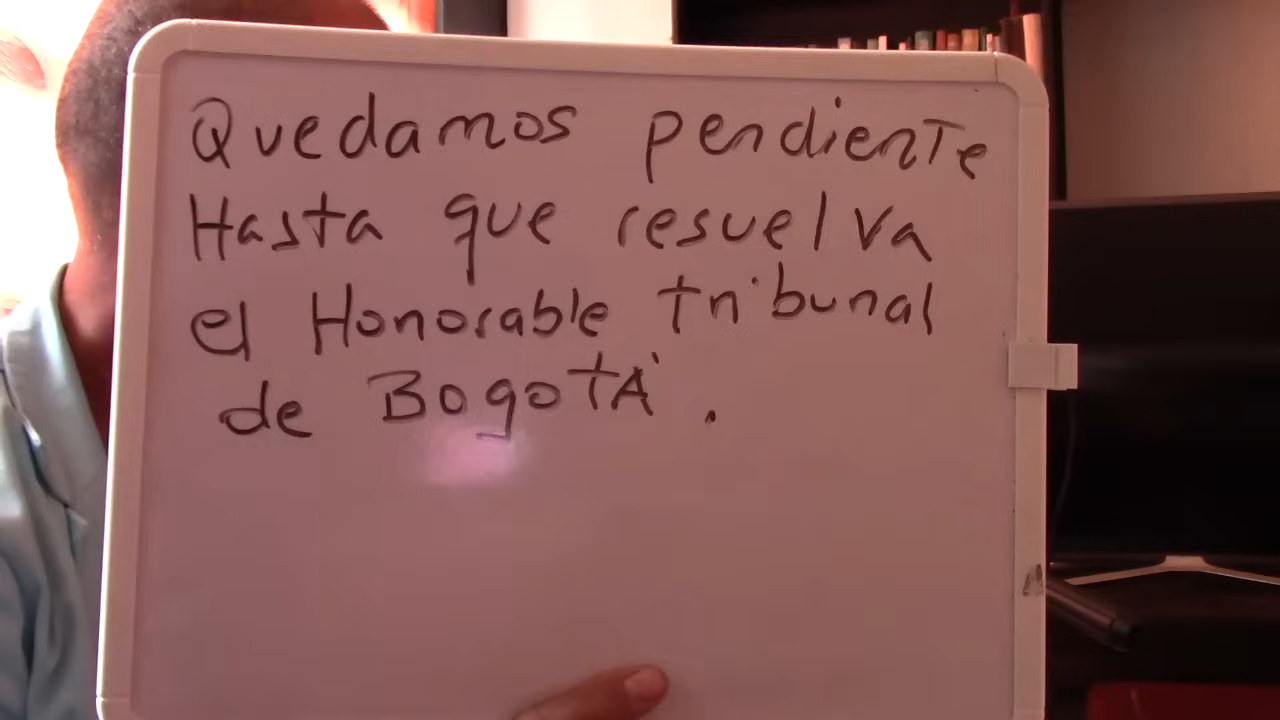 Quedamos pendiente
Hasta que resuelva
el Honorable tribunal
de BogotÁ.